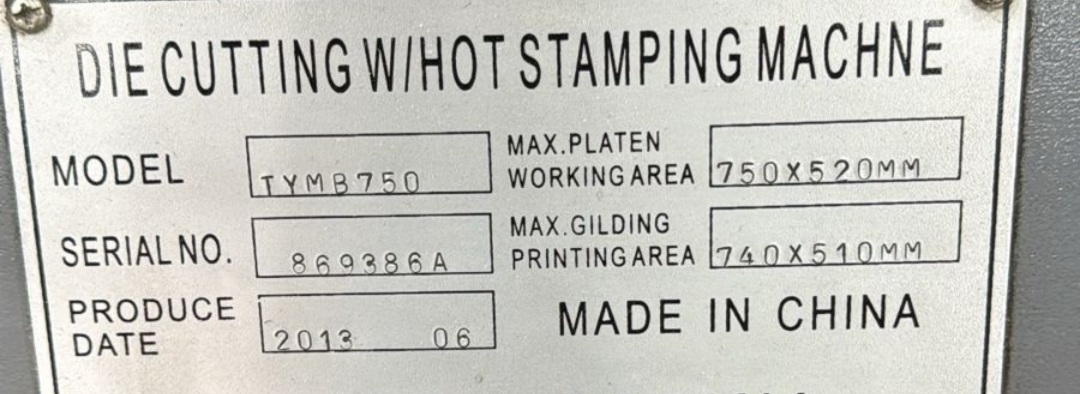 DIE CUTTING W/HOT STAMPING MACHNE
MODEL TYMB750
MAX.PLATEN
WORKING AREA 750X520MM
SERIAL NO. 869386A
MAX.GILDING
PRINTING AREA 740X510MM
PRODUCE
DATE 2013 06
MADE IN CHINA